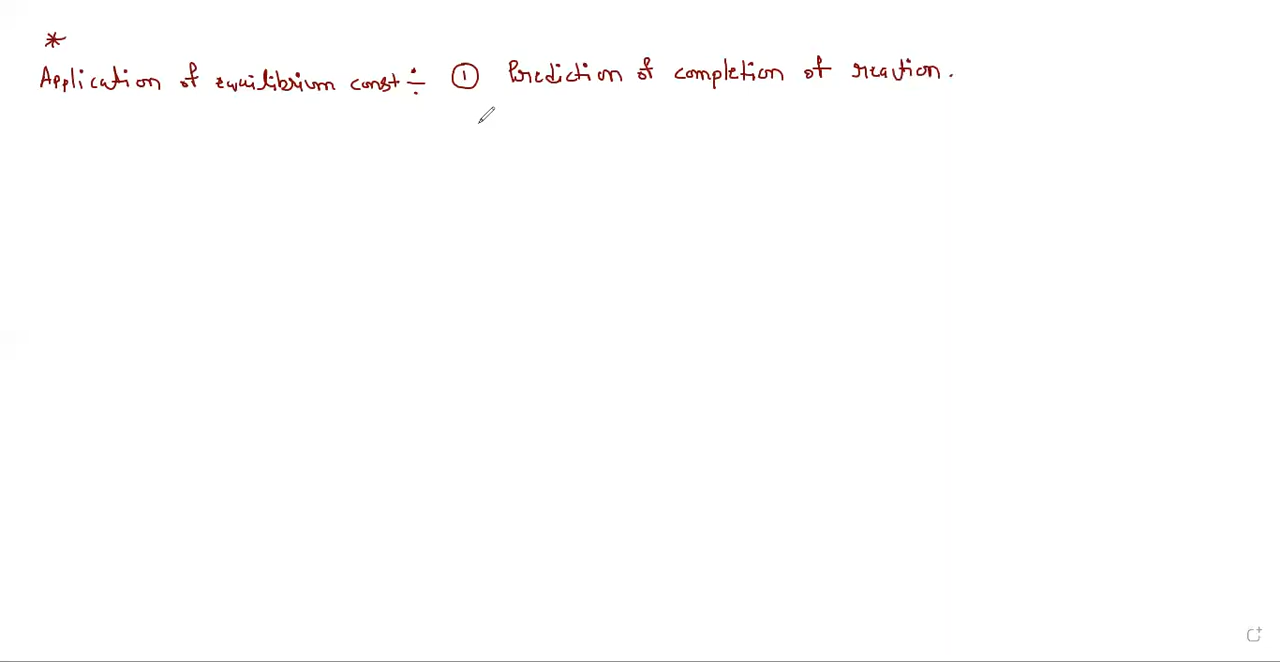 *
Application of equilibrium const ÷ ① Prediction of completion of reaction.